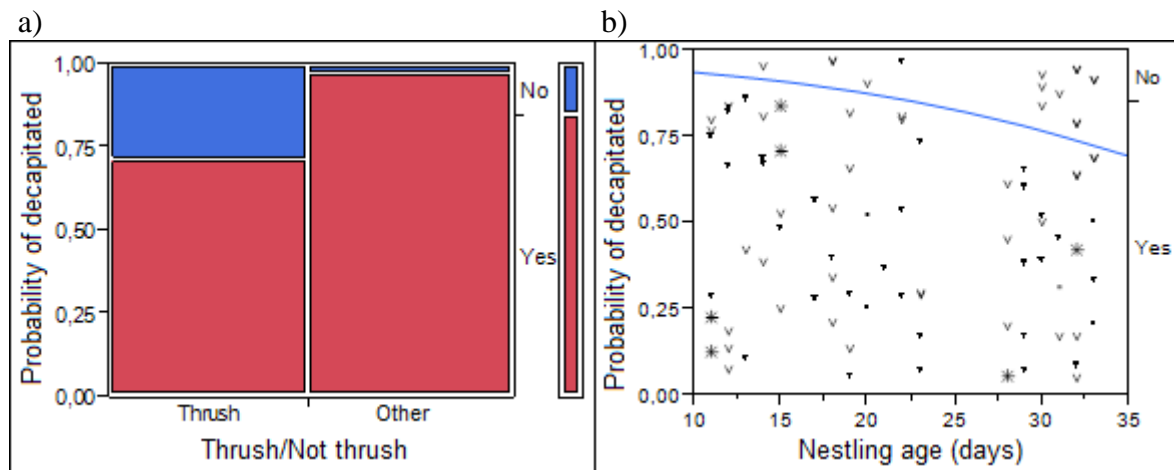 a)
Probability of decapitated
1,00
0,75
0,50
0,25
0,00
No
Yes
Thrush Other
Thrush/Not thrush
b)
Probability of decapitated
1,00
0,75
0,50
0,25
0,00
No
Yes
10 15 20 25 30 35
Nestling age (days)